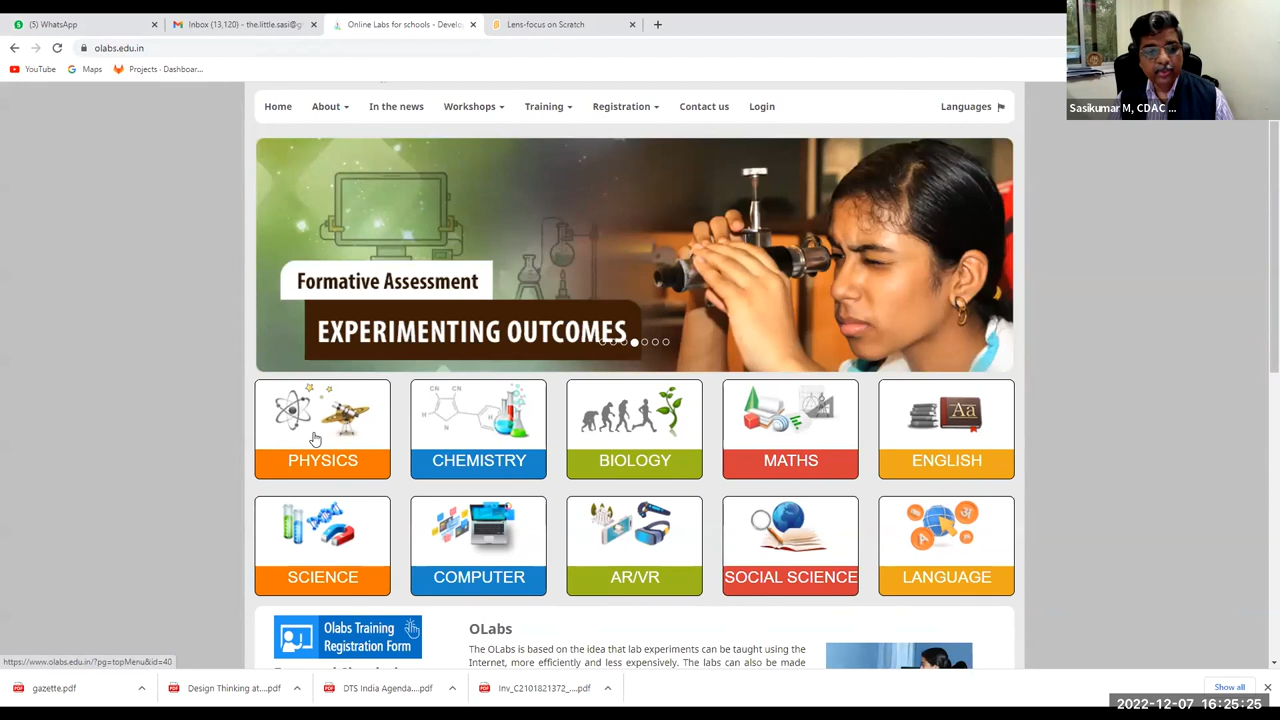 (5) WhatsApp
Inbox (13,120) - the.little.sasi@g
Online Labs for schools - Develo
Lens-focus on Scratch
olabs.edu.in
YouTube
Maps
Projects - Dashboar...
Sasikumar M, CDAC ...
Home
About
In the news
Workshops
Training
Registration
Contact us
Login
Languages
Formative Assessment
EXPERIMENTING OUTCOMES
CN CN
H
N
H
Aa
PHYSICS
CHEMISTRY
BIOLOGY
MATHS
ENGLISH
SCIENCE
COMPUTER
AR/VR
SOCIAL SCIENCE
LANGUAGE
Olabs Training
Registration Form
OLabs
The OLabs is based on the idea that lab experiments can be taught using the
Internet, more efficiently and less expensively. The labs can also be made
https://www.olabs.edu.in/?pg=topMenu&id=40
gazette.pdf
Design Thinking at....pdf
DTS India Agenda....pdf
Inv_C2101821372_....pdf
Show all
2022-12-07 16:25:25